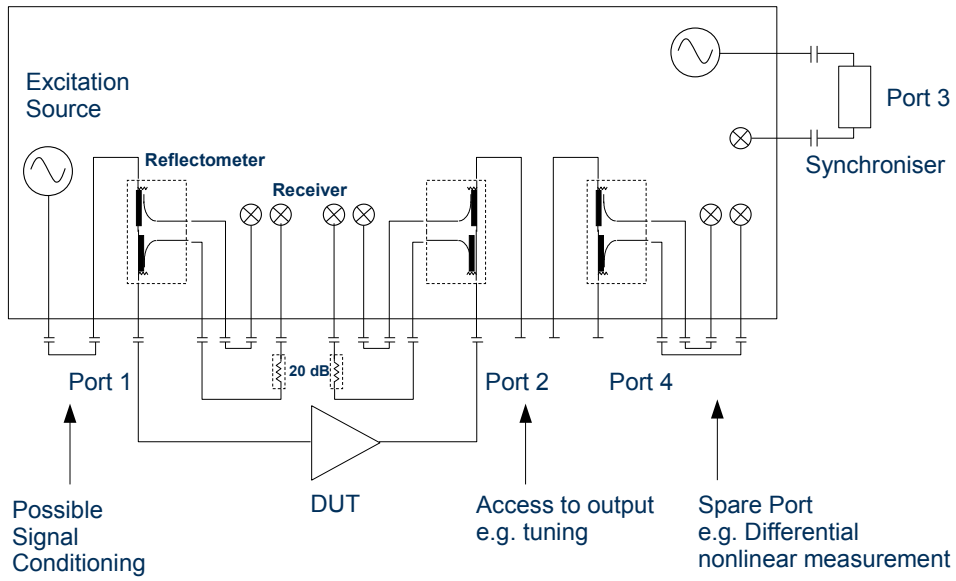 Excitation
Source
Reflectometer
Receiver
Port 3
Synchroniser
20 dB
Port 1
Port 2
Port 4
DUT
Possible
Signal
Conditioning
Access to output
e.g. tuning
Spare Port
e.g. Differential
nonlinear measurement